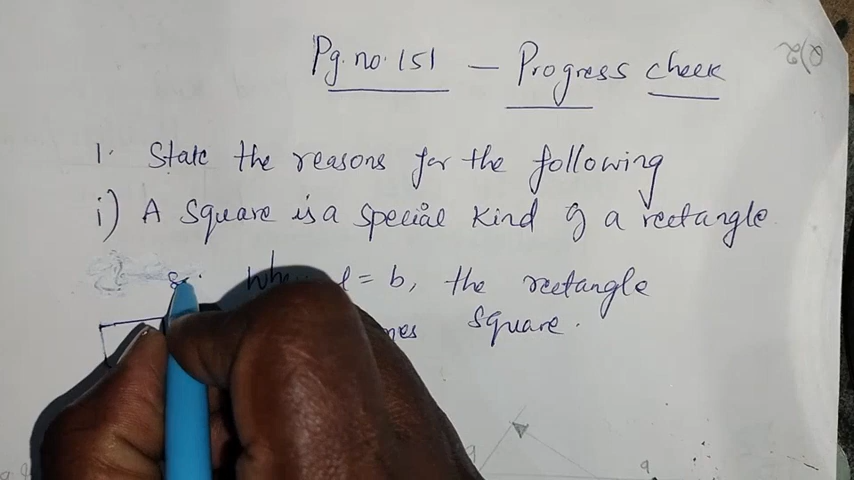 Pg. no. 151 - Progress check
1. State the reasons for the following
i) A square is a special kind of a rectangle.
l = b, the rectangle
square.
Q)2)
a
a